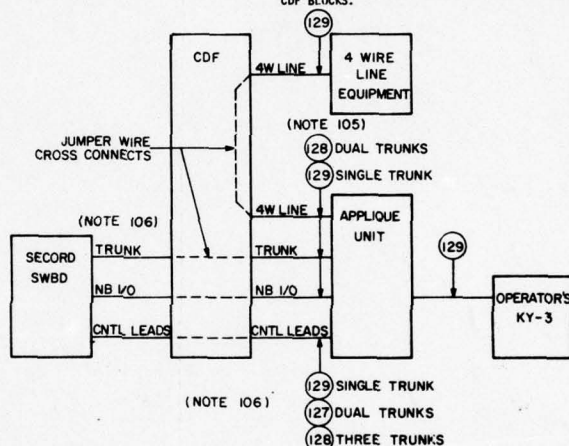 CDF BLOCKS.
129
CDF
4W LINE
4 WIRE
LINE
EQUIPMENT
JUMPER WIRE
CROSS CONNECTS
(NOTE 105)
128 DUAL TRUNKS
129 SINGLE TRUNK
4W LINE
APPLIQUE
UNIT
(NOTE 106)
SECORD
SWBD
TRUNK
TRUNK
129
NB I/O
NB I/O
OPERATOR'S
KY-3
CNTL LEADS
CNTL LEADS
(NOTE 106)
129 SINGLE TRUNK
127 DUAL TRUNKS
128 THREE TRUNKS